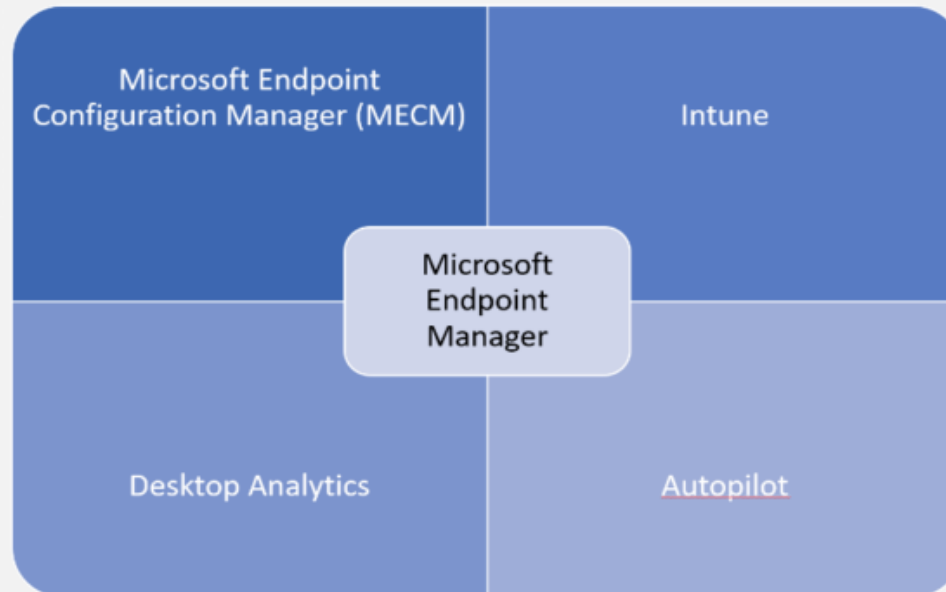 Microsoft Endpoint
Configuration Manager (MECM)
Intune
Microsoft
Endpoint
Manager
Desktop Analytics
Autopilot